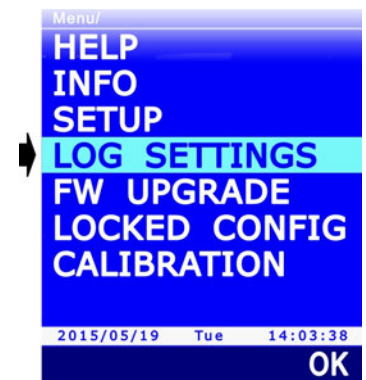 Menu/
HELP
INFO
SETUP
LOG SETTINGS
FW UPGRADE
LOCKED CONFIG
CALIBRATION
2015/05/19 Tue 14:03:38
OK